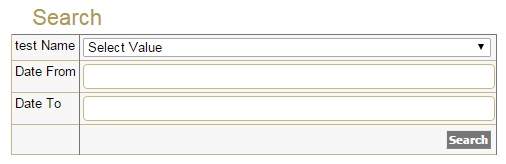 Search
test Name Select Value
Date From
Date To
Search